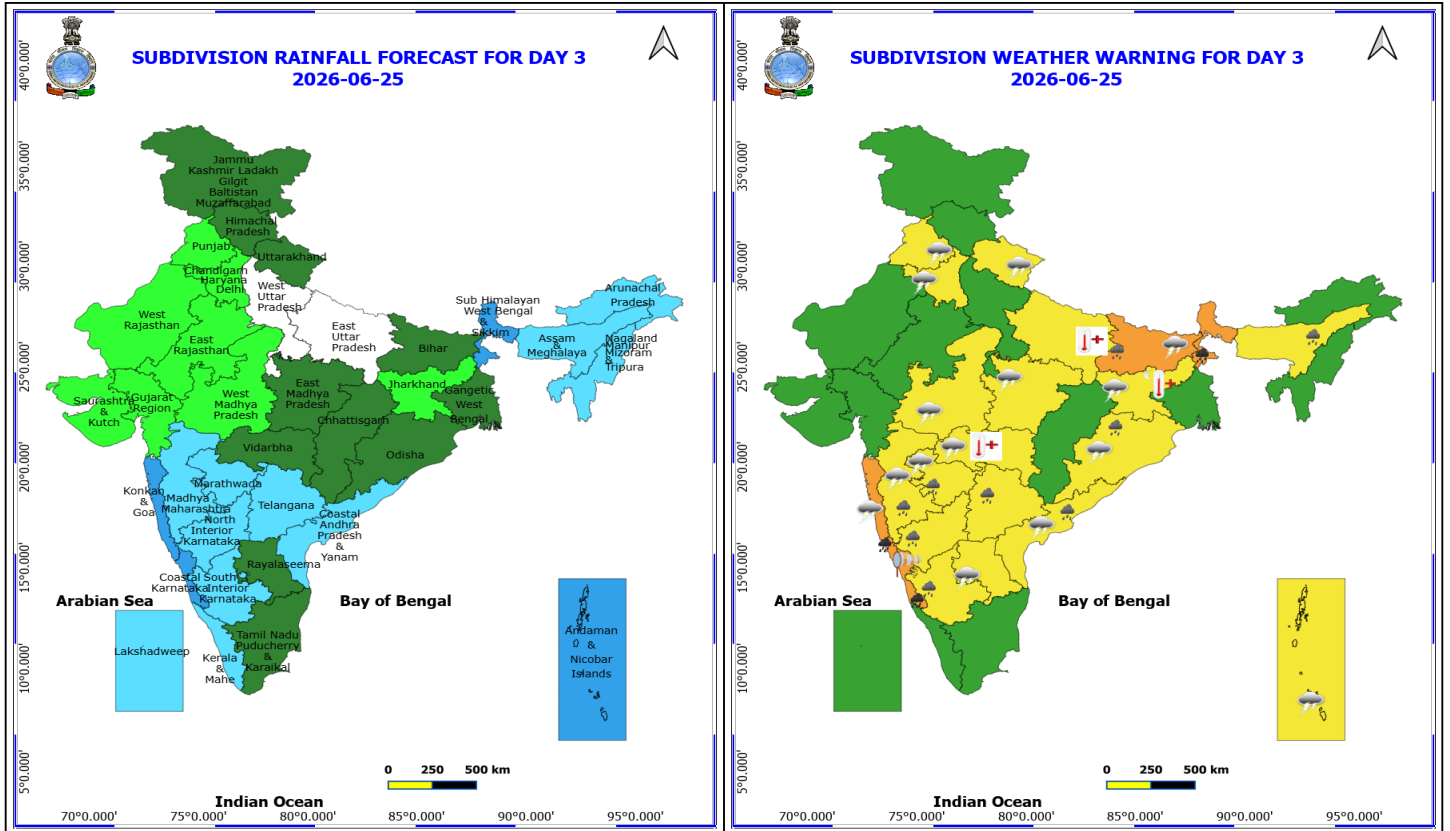 SUBDIVISION RAINFALL FORECAST FOR DAY 3
2026-06-25
40°0.000'
35°0.000'
30°0.000'
25°0.000'
20°0.000'
15°0.000'
10°0.000'
5°0.000'
Jammu
Kashmir Ladakh
Gilgit
Baltistan
Muzaffarabad
Himachal
Pradesh
Punjab
Uttarakhand
Chandigarh
Haryana
Delhi
West
Uttar
Pradesh
West
Rajasthan
East
Rajasthan
East
Uttar
Pradesh
Sub Himalayan
West Bengal
&
Sikkim
Arunachal
Pradesh
Assam
&
Meghalaya
Nagaland
Manipur
Mizoram
&
Tripura
Bihar
Jharkhand
Gangetic
West
Bengal
East
Madhya
Pradesh
West
Madhya
Pradesh
Gujarat
Region
Saurashtra
&
Kutch
Chhattisgarh
Vidarbha
Odisha
Konkan
&
Goa
Madhya
Maharashtra
Marathwada
Telangana
North
Interior
Karnataka
Coastal
Andhra
Pradesh
&
Yanam
Rayalaseema
Coastal
Karnataka
South
Interior
Karnataka
Arabian Sea
Bay of Bengal
Lakshadweep
Kerala
&
Mahe
Tamil Nadu
Puducherry
&
Karaikal
Andaman
&
Nicobar
Islands
0 250 500 km
Indian Ocean
70°0.000' 75°0.000' 80°0.000' 85°0.000' 90°0.000' 95°0.000'
SUBDIVISION WEATHER WARNING FOR DAY 3
2026-06-25
40°0.000'
35°0.000'
30°0.000'
25°0.000'
20°0.000'
15°0.000'
10°0.000'
5°0.000'
Arabian Sea
Bay of Bengal
0 250 500 km
Indian Ocean
70°0.000' 75°0.000' 80°0.000' 85°0.000' 90°0.000' 95°0.000'